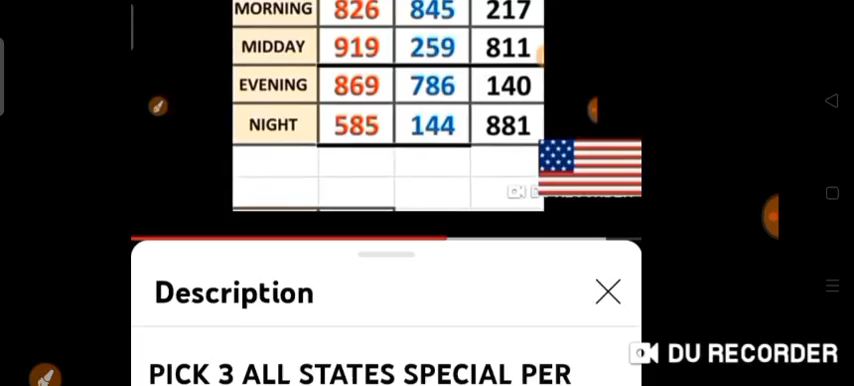 MORNING 826 845 217
MIDDAY 919 259 811
EVENING 869 786 140
NIGHT 585 144 881
Description
DU RECORDER
PICK 3 ALL STATES SPECIAL PER